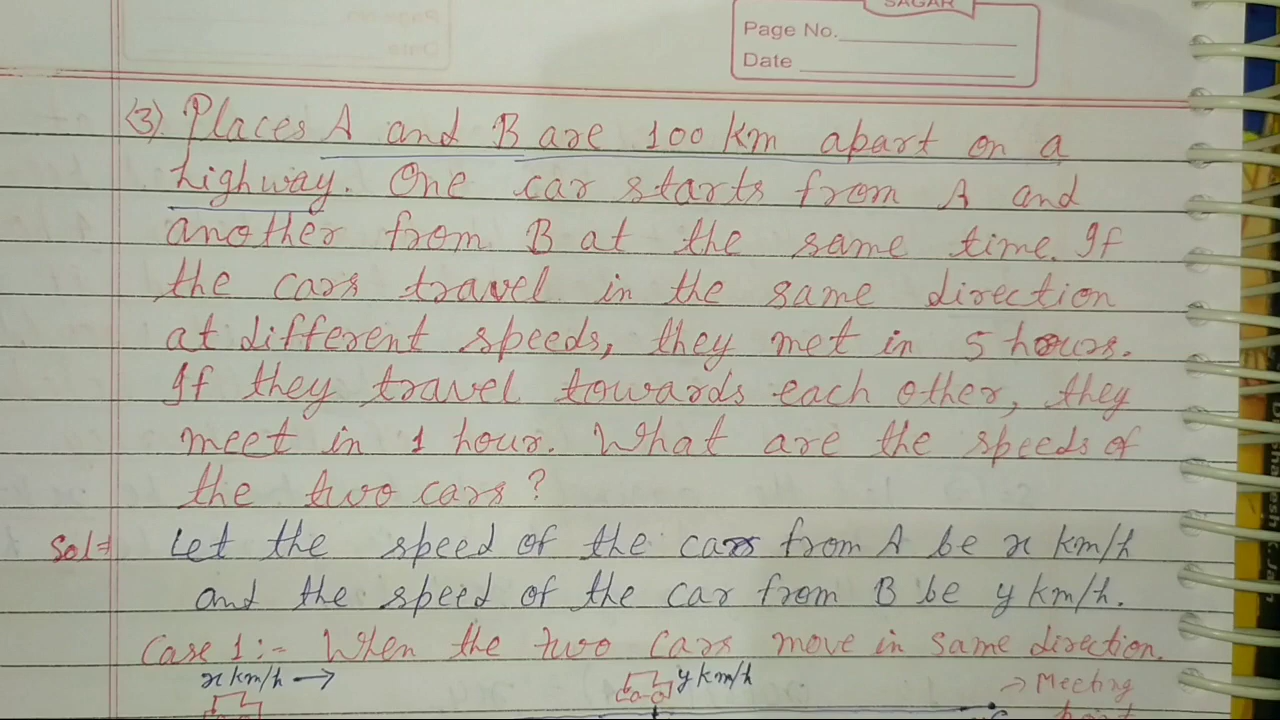 SAGAR
Page No.
Date
(3). Places A and B are 100 km apart on a
highway. One car starts from A and
another from B at the same time. If
the cars travel in the same direction
at different speeds, they met in 5 hours.
If they travel towards each other, they
meet in 1 hour. What are the speeds of
the two cars?
Sol⇒ Let the speed of the cars from A be x km/h
and the speed of the car from B be y km/h.
Case 1:- When the two cars move in same direction.
x km/h → y km/h → Meeting